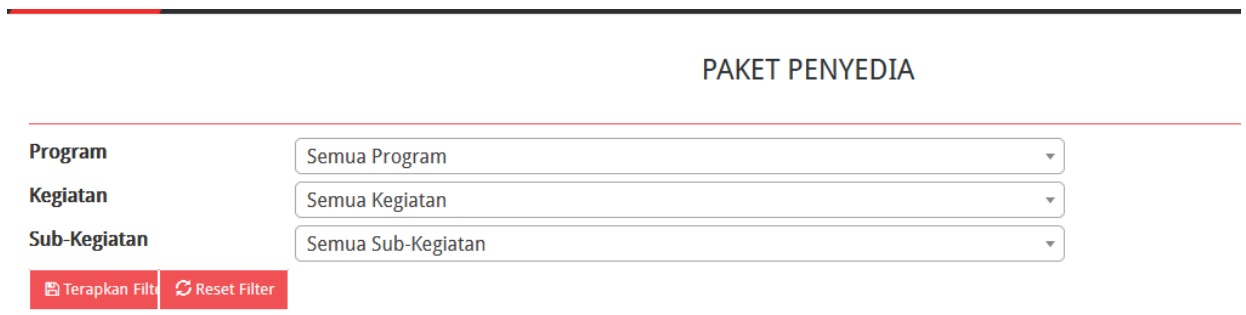 PAKET PENYEDIA
Program Semua Program
Kegiatan Semua Kegiatan
Sub-Kegiatan Semua Sub-Kegiatan
Terapkan Filte Reset Filter